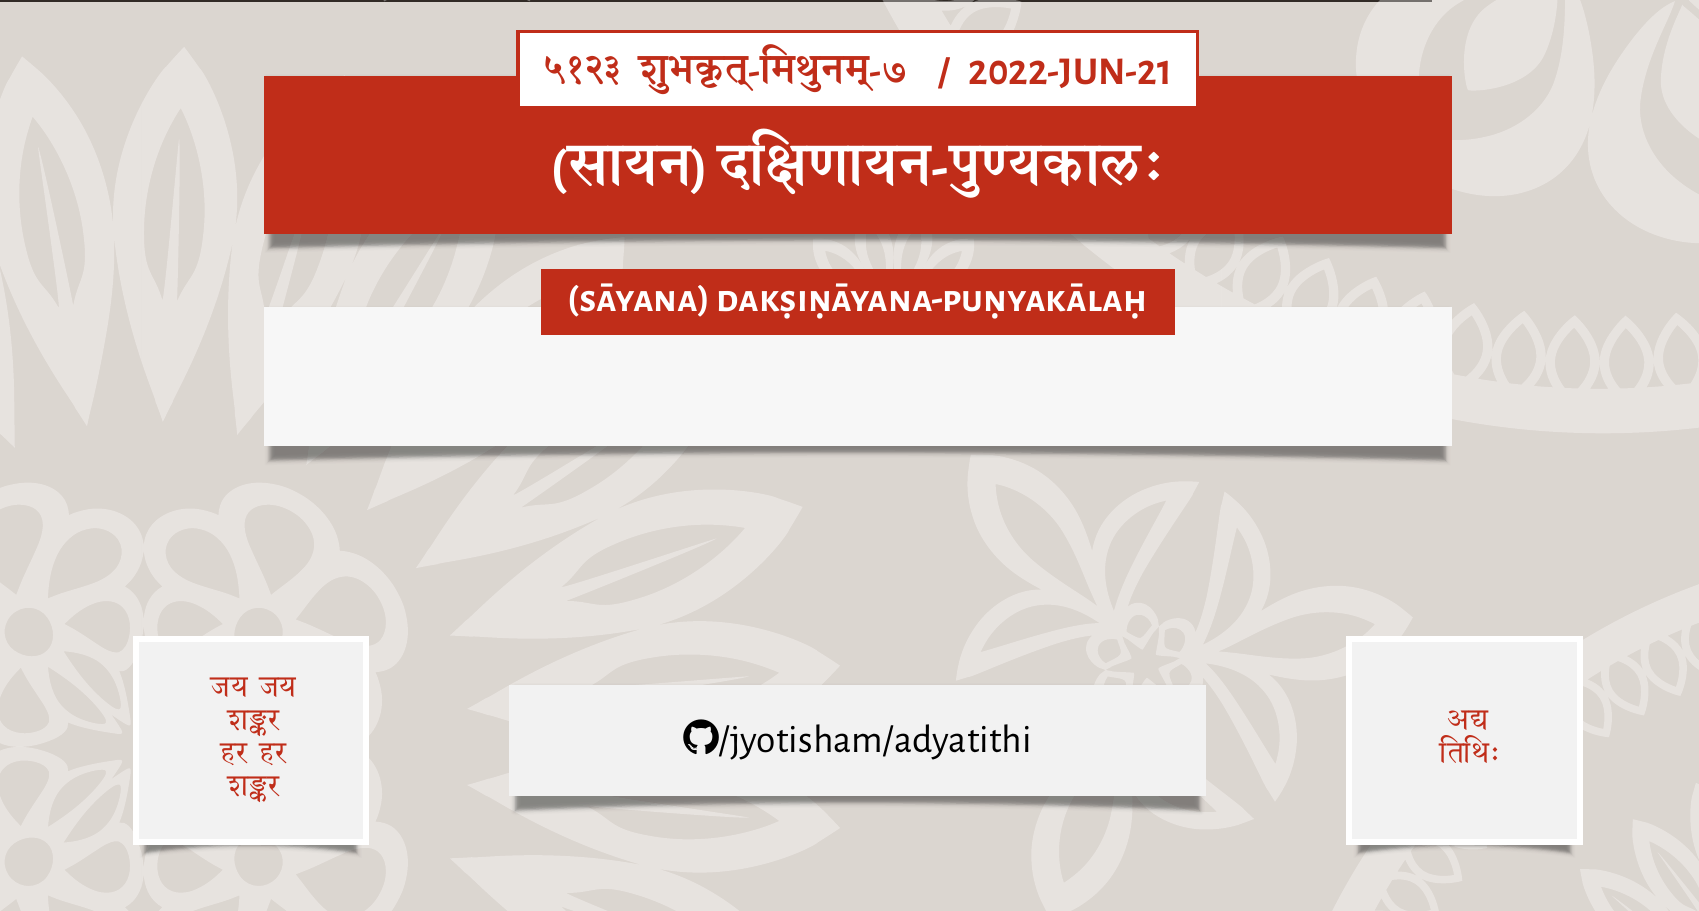 ५१२३ शुभकृत्-मिथुनम्-७ / 2022-JUN-21
(सायन) दक्षिणायन-पुण्यकालः
(SĀYANA) DAKṢIṆĀYANA-PUṆYAKĀLAḤ
जय जय
शङ्कर
हर हर
शङ्कर
/jyotisham/adyatithi
अद्य
तिथिः